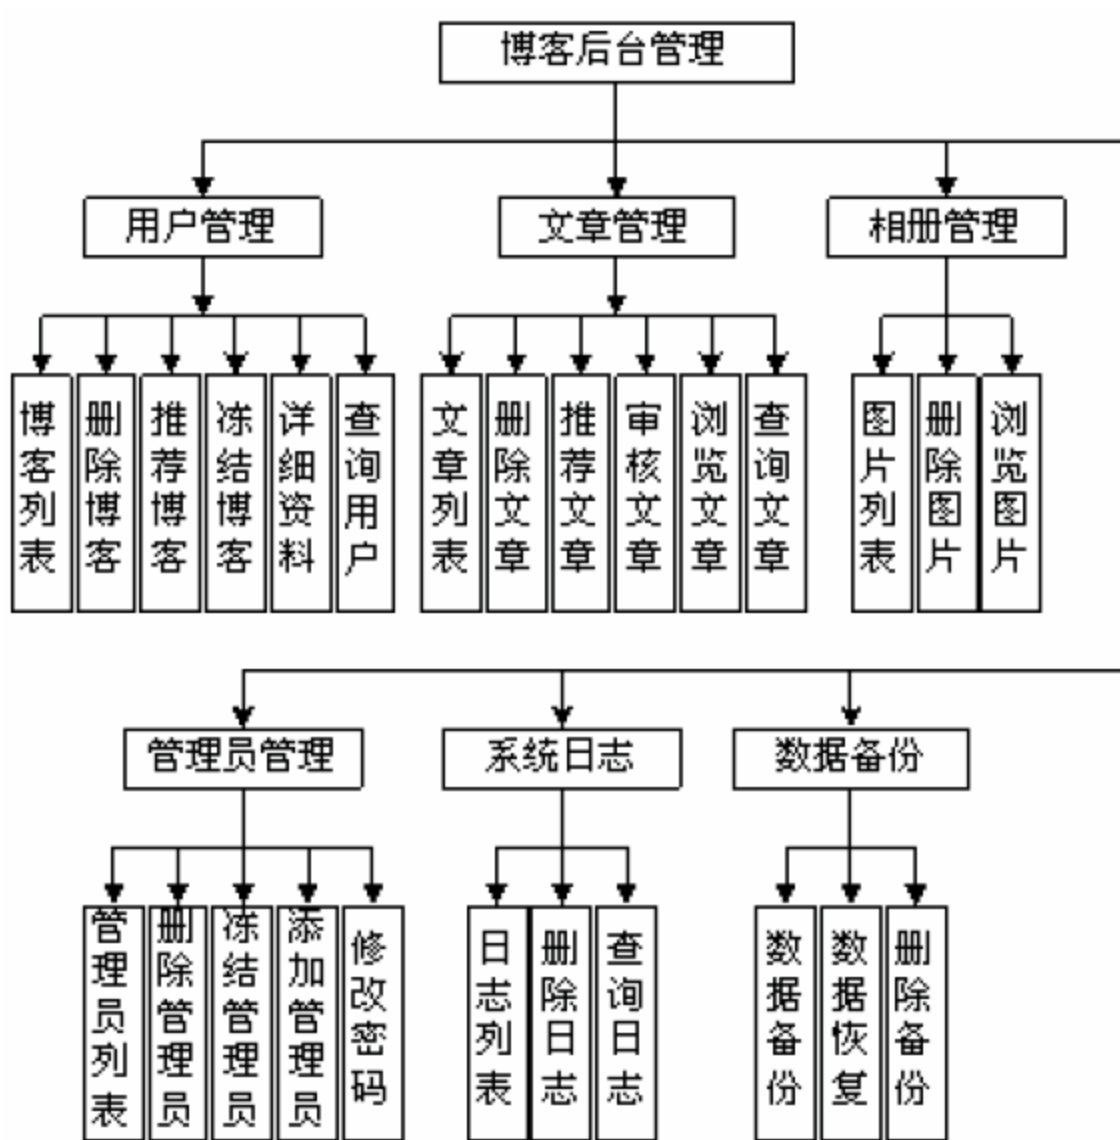 博客后台管理
用户管理
文章管理
相册管理
博客列表
删除博客
推荐博客
冻结博客
详细资料
查询用户
文章列表
删除文章
推荐文章
审核文章
浏览文章
查询文章
图片列表
删除图片
浏览图片
管理员管理
系统日志
数据备份
管理员列表
删除管理员
冻结管理员
添加管理员
修改密码
日志列表
删除日志
查询日志
数据备份
数据恢复
删除备份